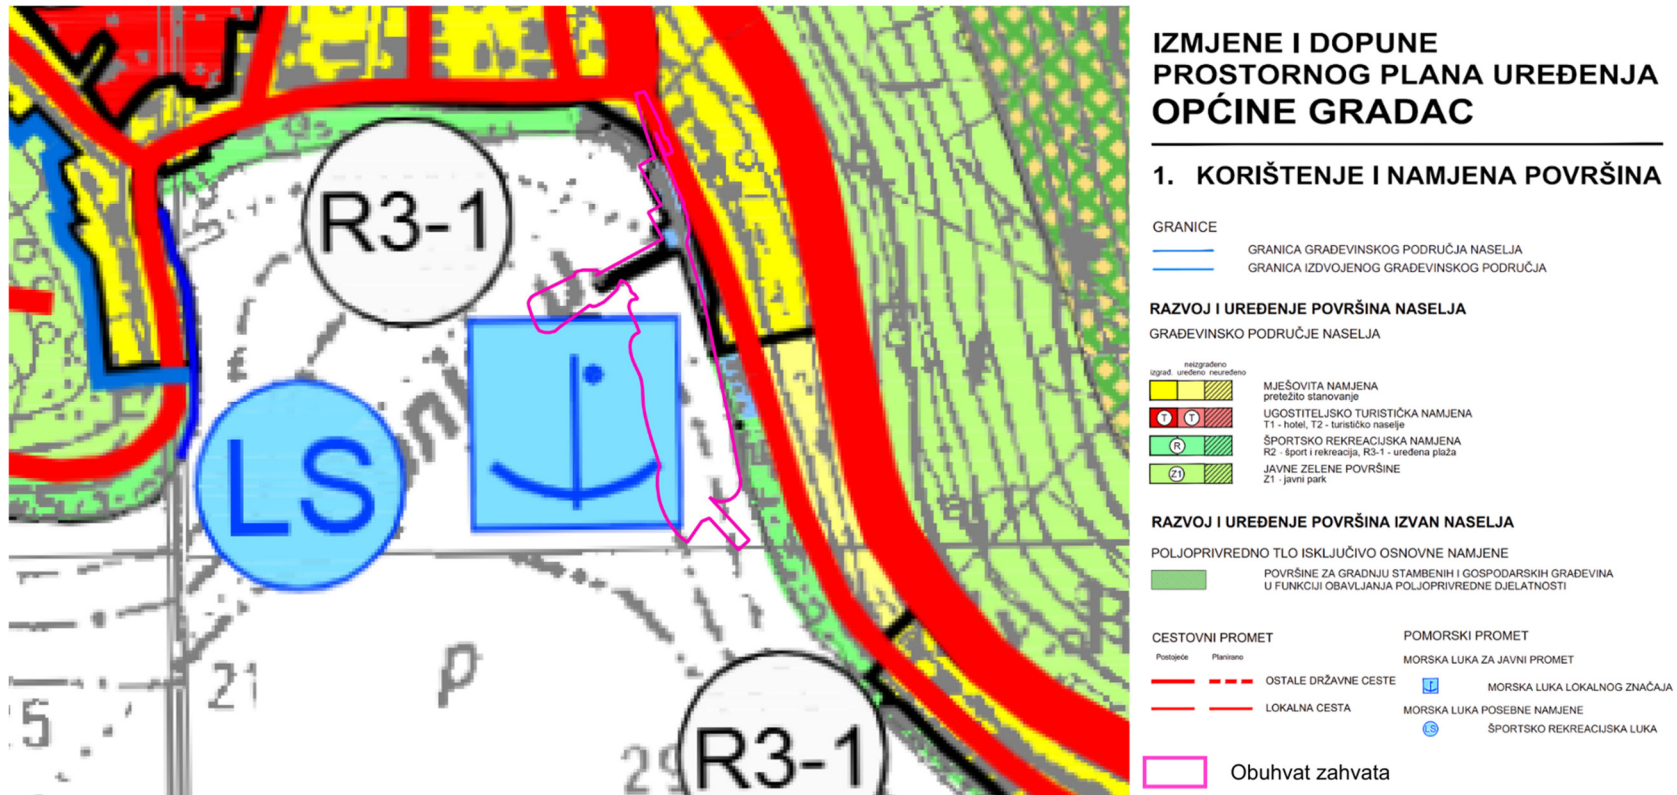 R3-1
LS
p
21
5
29
R3-1
IZMJENE I DOPUNE
PROSTORNOG PLANA UREĐENJA
OPĆINE GRADAC
1. KORIŠTENJE I NAMJENA POVRŠINA
GRANICE
GRANICA GRAĐEVINSKOG PODRUČJA NASELJA
GRANICA IZDVOJENOG GRAĐEVINSKOG PODRUČJA
RAZVOJ I UREĐENJE POVRŠINA NASELJA
GRAĐEVINSKO PODRUČJE NASELJA
neizgrađeno
izgrađ. uređeno neuređeno
MJEŠOVITA NAMJENA
pretežito stanovanje
T T
UGOSTITELJSKO TURISTIČKA NAMJENA
T1 - hotel, T2 - turističko naselje
R
ŠPORTSKO REKREACIJSKA NAMJENA
R2 - šport i rekreacija, R3-1 - uređena plaža
Z1
JAVNE ZELENE POVRŠINE
Z1 - javni park
RAZVOJ I UREĐENJE POVRŠINA IZVAN NASELJA
POLJOPRIVREDNO TLO ISKLJUČIVO OSNOVNE NAMJENE
POVRŠINE ZA GRADNJU STAMBENIH I GOSPODARSKIH GRAĐEVINA
U FUNKCIJI OBAVLJANJA POLJOPRIVREDNE DJELATNOSTI
CESTOVNI PROMET
Postojeće Planirano
OSTALE DRŽAVNE CESTE
LOKALNA CESTA
POMORSKI PROMET
MORSKA LUKA ZA JAVNI PROMET
MORSKA LUKA LOKALNOG ZNAČAJA
MORSKA LUKA POSEBNE NAMJENE
LS
ŠPORTSKO REKREACIJSKA LUKA
Obuhvat zahvata